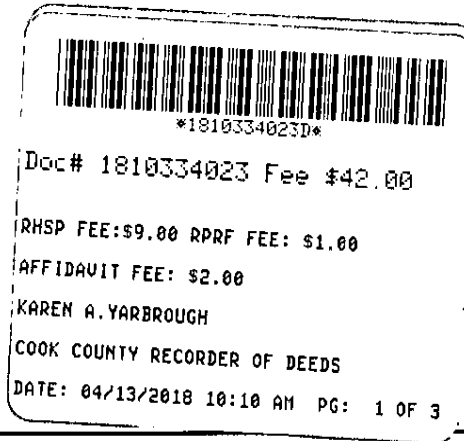 *1810334023D*
Doc# 1810334023 Fee $42.00
RHSP FEE:$9.00 RPRF FEE: $1.00
AFFIDAVIT FEE: $2.00
KAREN A.YARBROUGH
COOK COUNTY RECORDER OF DEEDS
DATE: 04/13/2018 10:10 AM PG: 1 OF 3